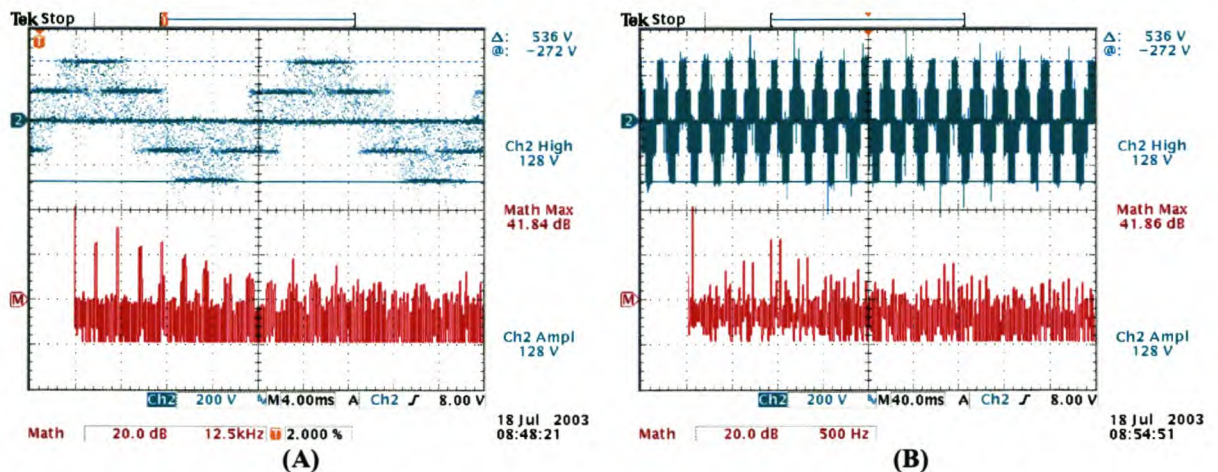 Tek Stop
T
T
Δ: 536 V
@: -272 V
2
Ch2 High
128 V
Math Max
41.84 dB
M
Ch2 Ampl
128 V
Ch2 200 V M4.00ms A Ch2 8.00 V
18 Jul 2003
08:48:21
Math 20.0 dB 12.5kHz T 2.000 %
(A)
Tek Stop
Δ: 536 V
@: -272 V
2
Ch2 High
128 V
Math Max
41.86 dB
M
Ch2 Ampl
128 V
Ch2 200 V M40.0ms A Ch2 8.00 V
18 Jul 2003
08:54:51
Math 20.0 dB 500 Hz
(B)